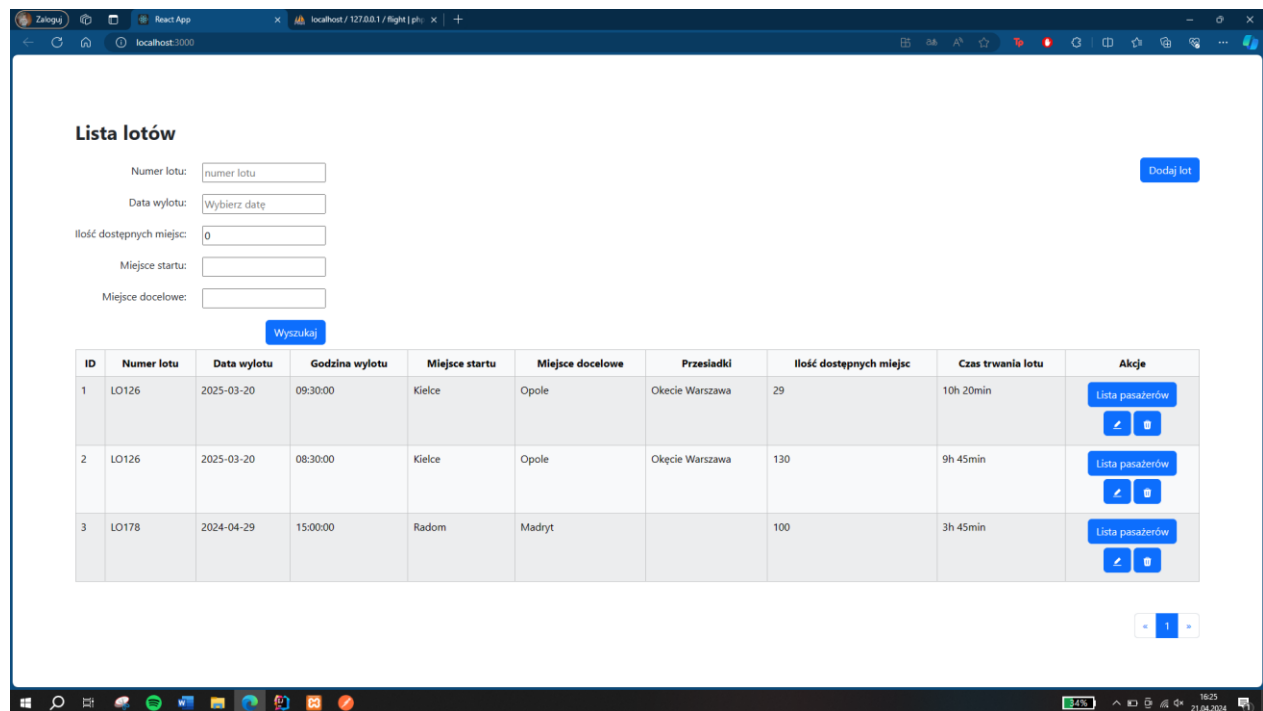 Zaloguj React App localhost / 127.0.0.1 / flight | ph
localhost:3000
Lista lotów
Numer lotu: numer lotu Dodaj lot
Data wylotu: Wybierz datę
Ilość dostępnych miejsc: 0
Miejsce startu:
Miejsce docelowe:
Wyszukaj
ID Numer lotu Data wylotu Godzina wylotu Miejsce startu Miejsce docelowe Przesiadki Ilość dostępnych miejsc Czas trwania lotu Akcje
1 LO126 2025-03-20 09:30:00 Kielce Opole Okecie Warszawa 29 10h 20min Lista pasażerów
2 LO126 2025-03-20 08:30:00 Kielce Opole Okęcie Warszawa 130 9h 45min Lista pasażerów
3 LO178 2024-04-29 15:00:00 Radom Madryt 100 3h 45min Lista pasażerów
« 1 »
34% 16:25
21.04.2024